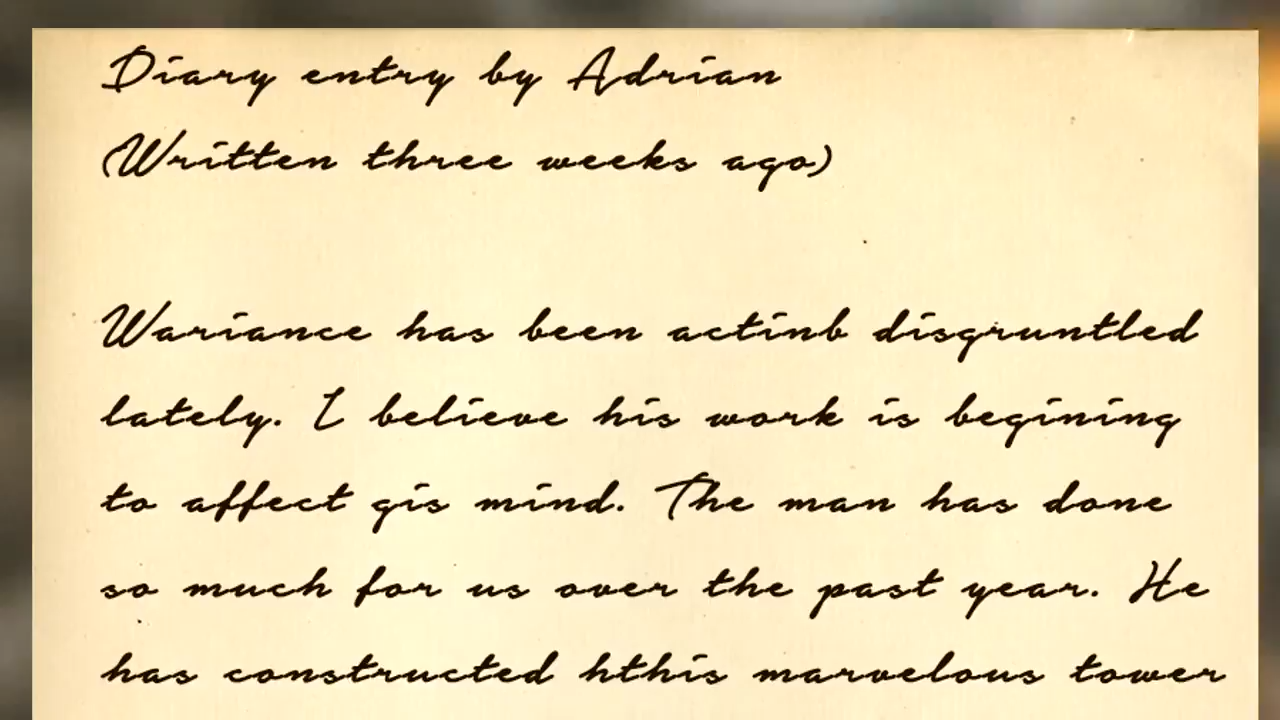 Diary entry by Adrian
(Written three weeks ago)
Wariance has been actinb disgruntled
lately. I believe his work is begining
to affect gis mind. The man has done
so much for us over the past year. He
has constructed hthis marvelous tower